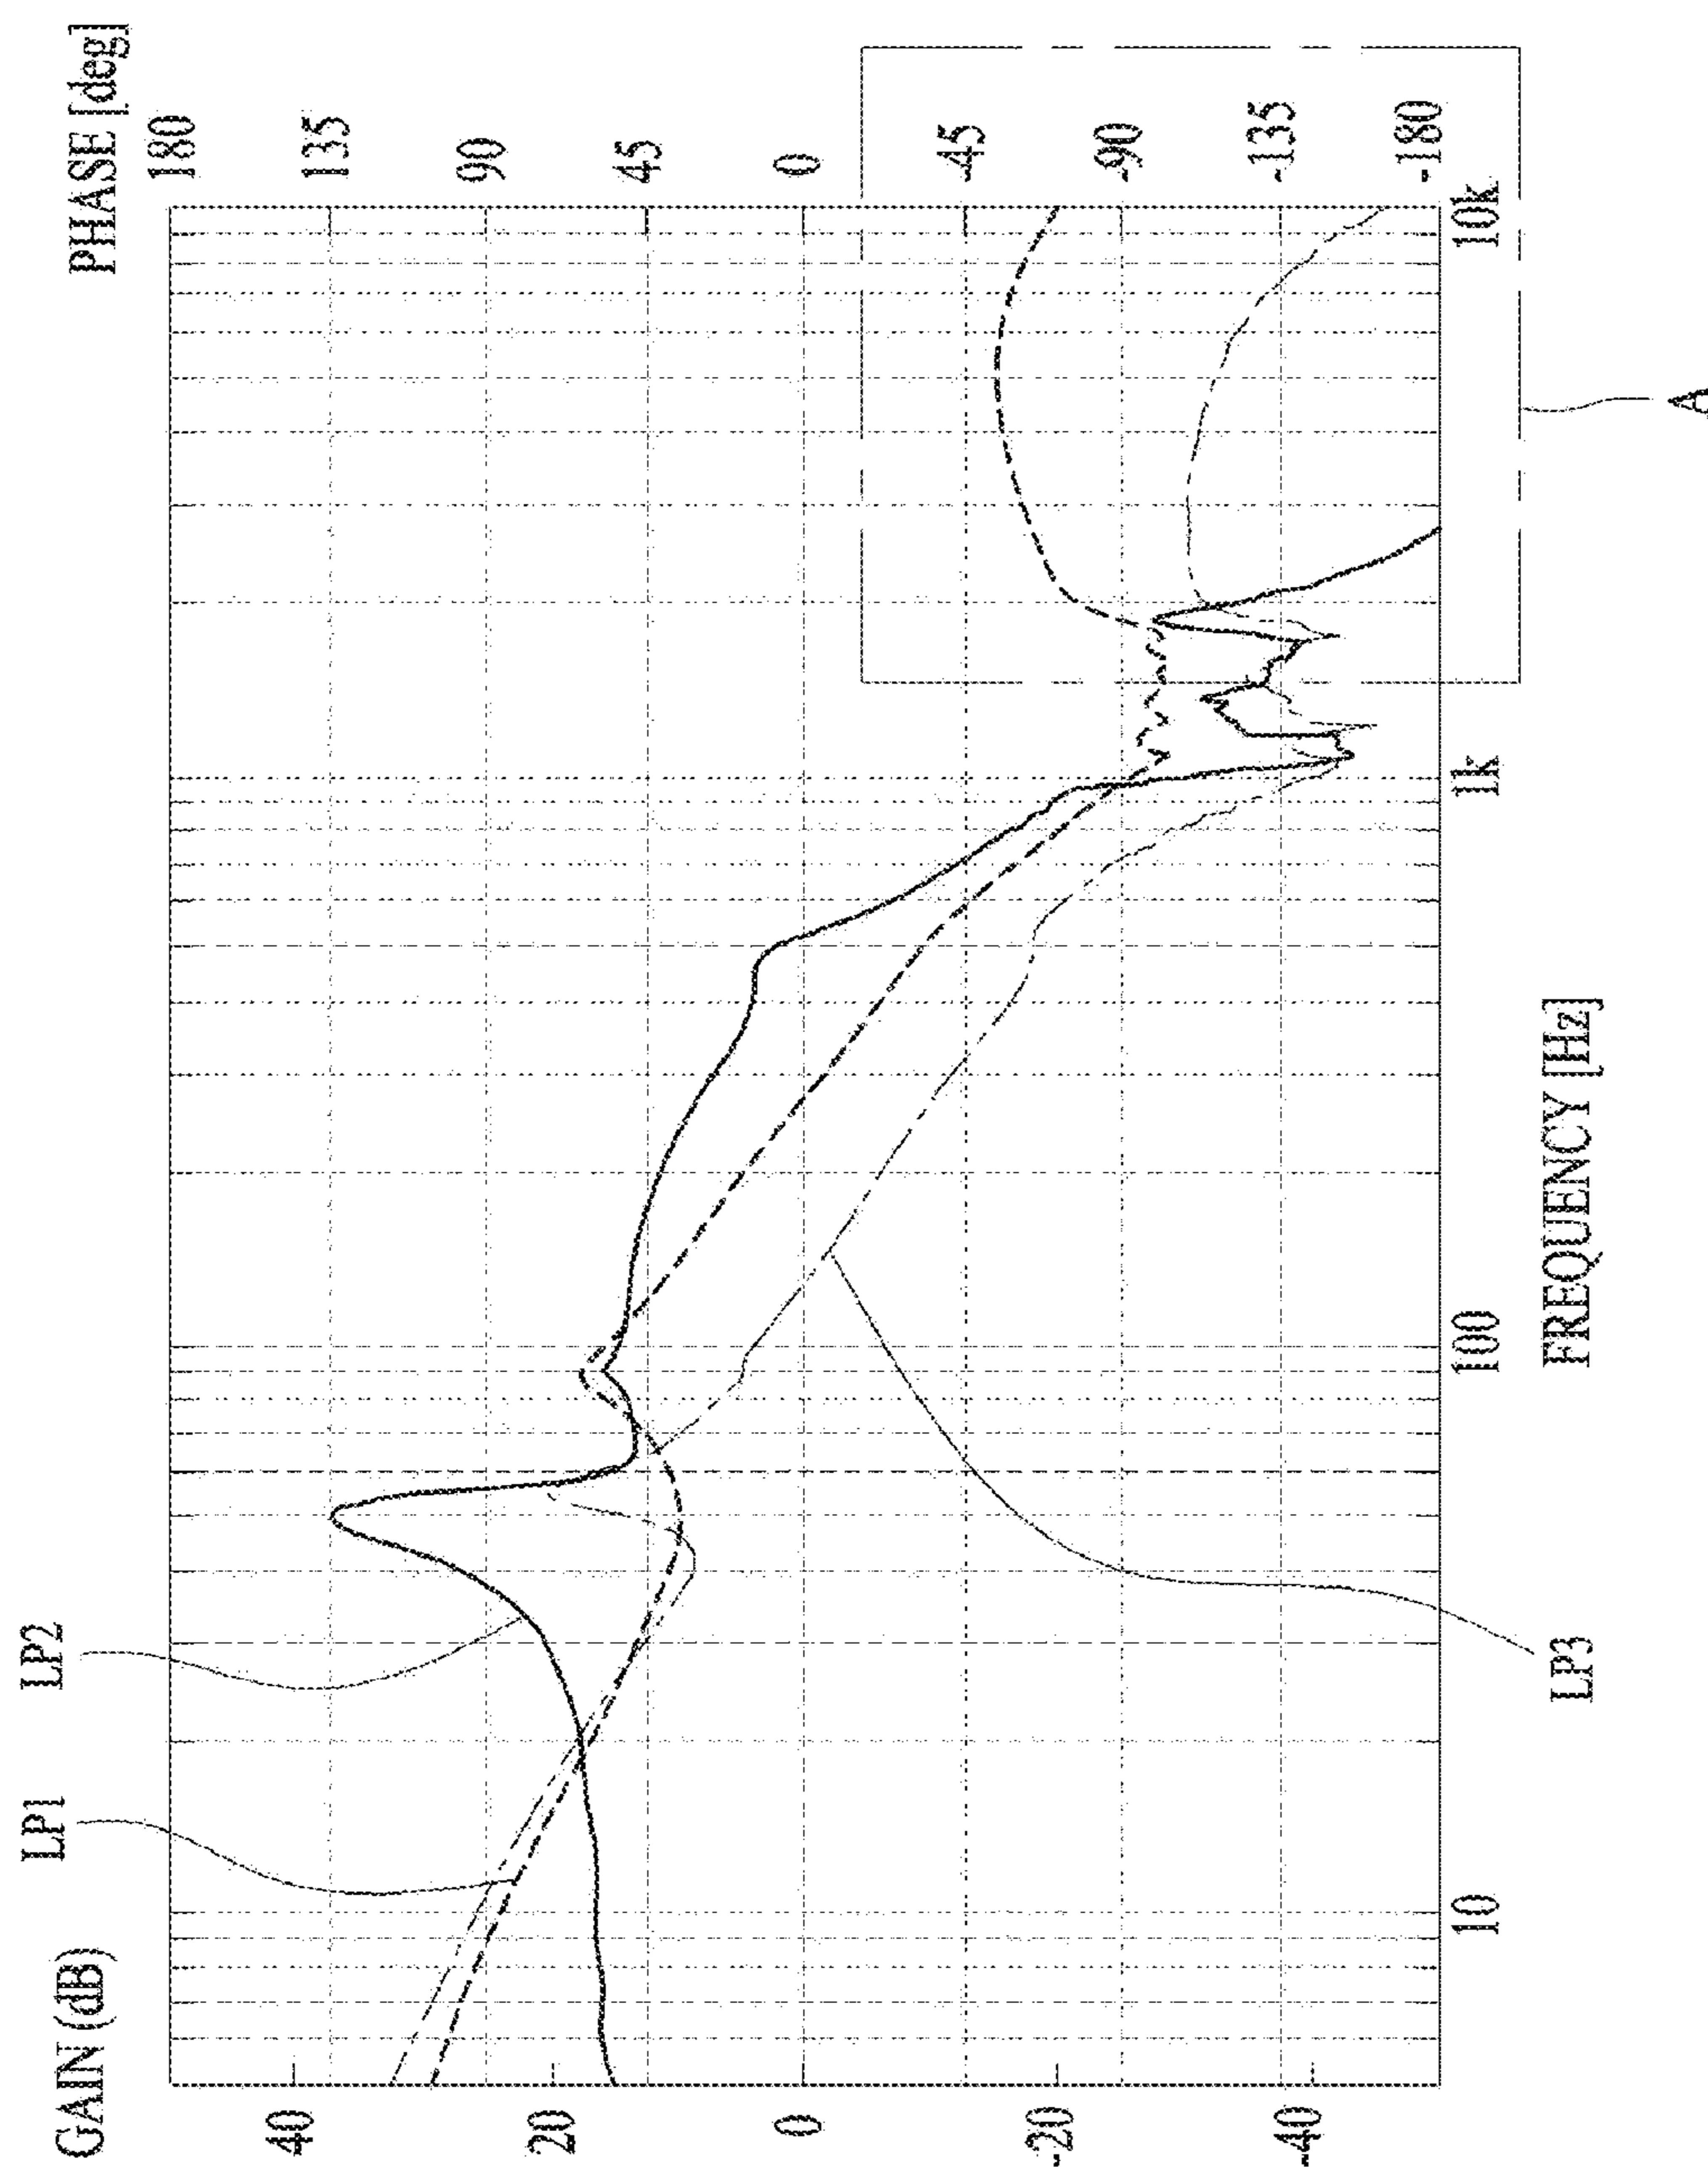 GAIN (dB)
LP1
LP2
PHASE [deg]
40
20
0
-20
-40
180
135
90
45
0
-45
-90
-135
-180
10
100
1k
10k
FREQUENCY [Hz]
LP3
A